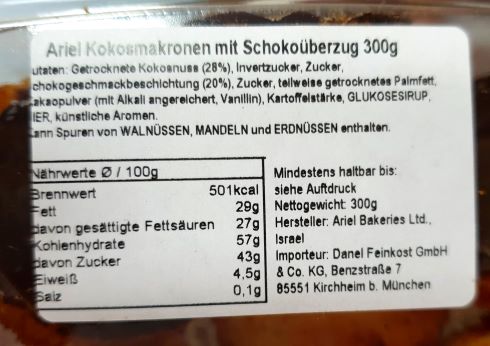 Ariel Kokosmakronen mit Schokoüberzug 300g
utaten: Getrocknete Kokosnuss (28%), Invertzucker, Zucker,
chokogeschmackbeschichtung (20%), Zucker, teilweise getrocknetes Palmfett,
akaopulver (mit Alkali angereichert, Vanillin), Kartoffelstärke, GLUKOSESIRUP,
IER, künstliche Aromen.
ann Spuren von WALNÜSSEN, MANDELN und ERDNÜSSEN enthalten.
Nährwerte Ø / 100g
Brennwert 501kcal
Fett 29g
davon gesättigte Fettsäuren 27g
Kohlenhydrate 57g
davon Zucker 43g
Eiweiß 4,5g
Salz 0,1g
Mindestens haltbar bis:
siehe Aufdruck
Nettogewicht: 300g
Hersteller: Ariel Bakeries Ltd.,
Israel
Importeur: Danel Feinkost GmbH
& Co. KG, Benzstraße 7
85551 Kirchheim b. München